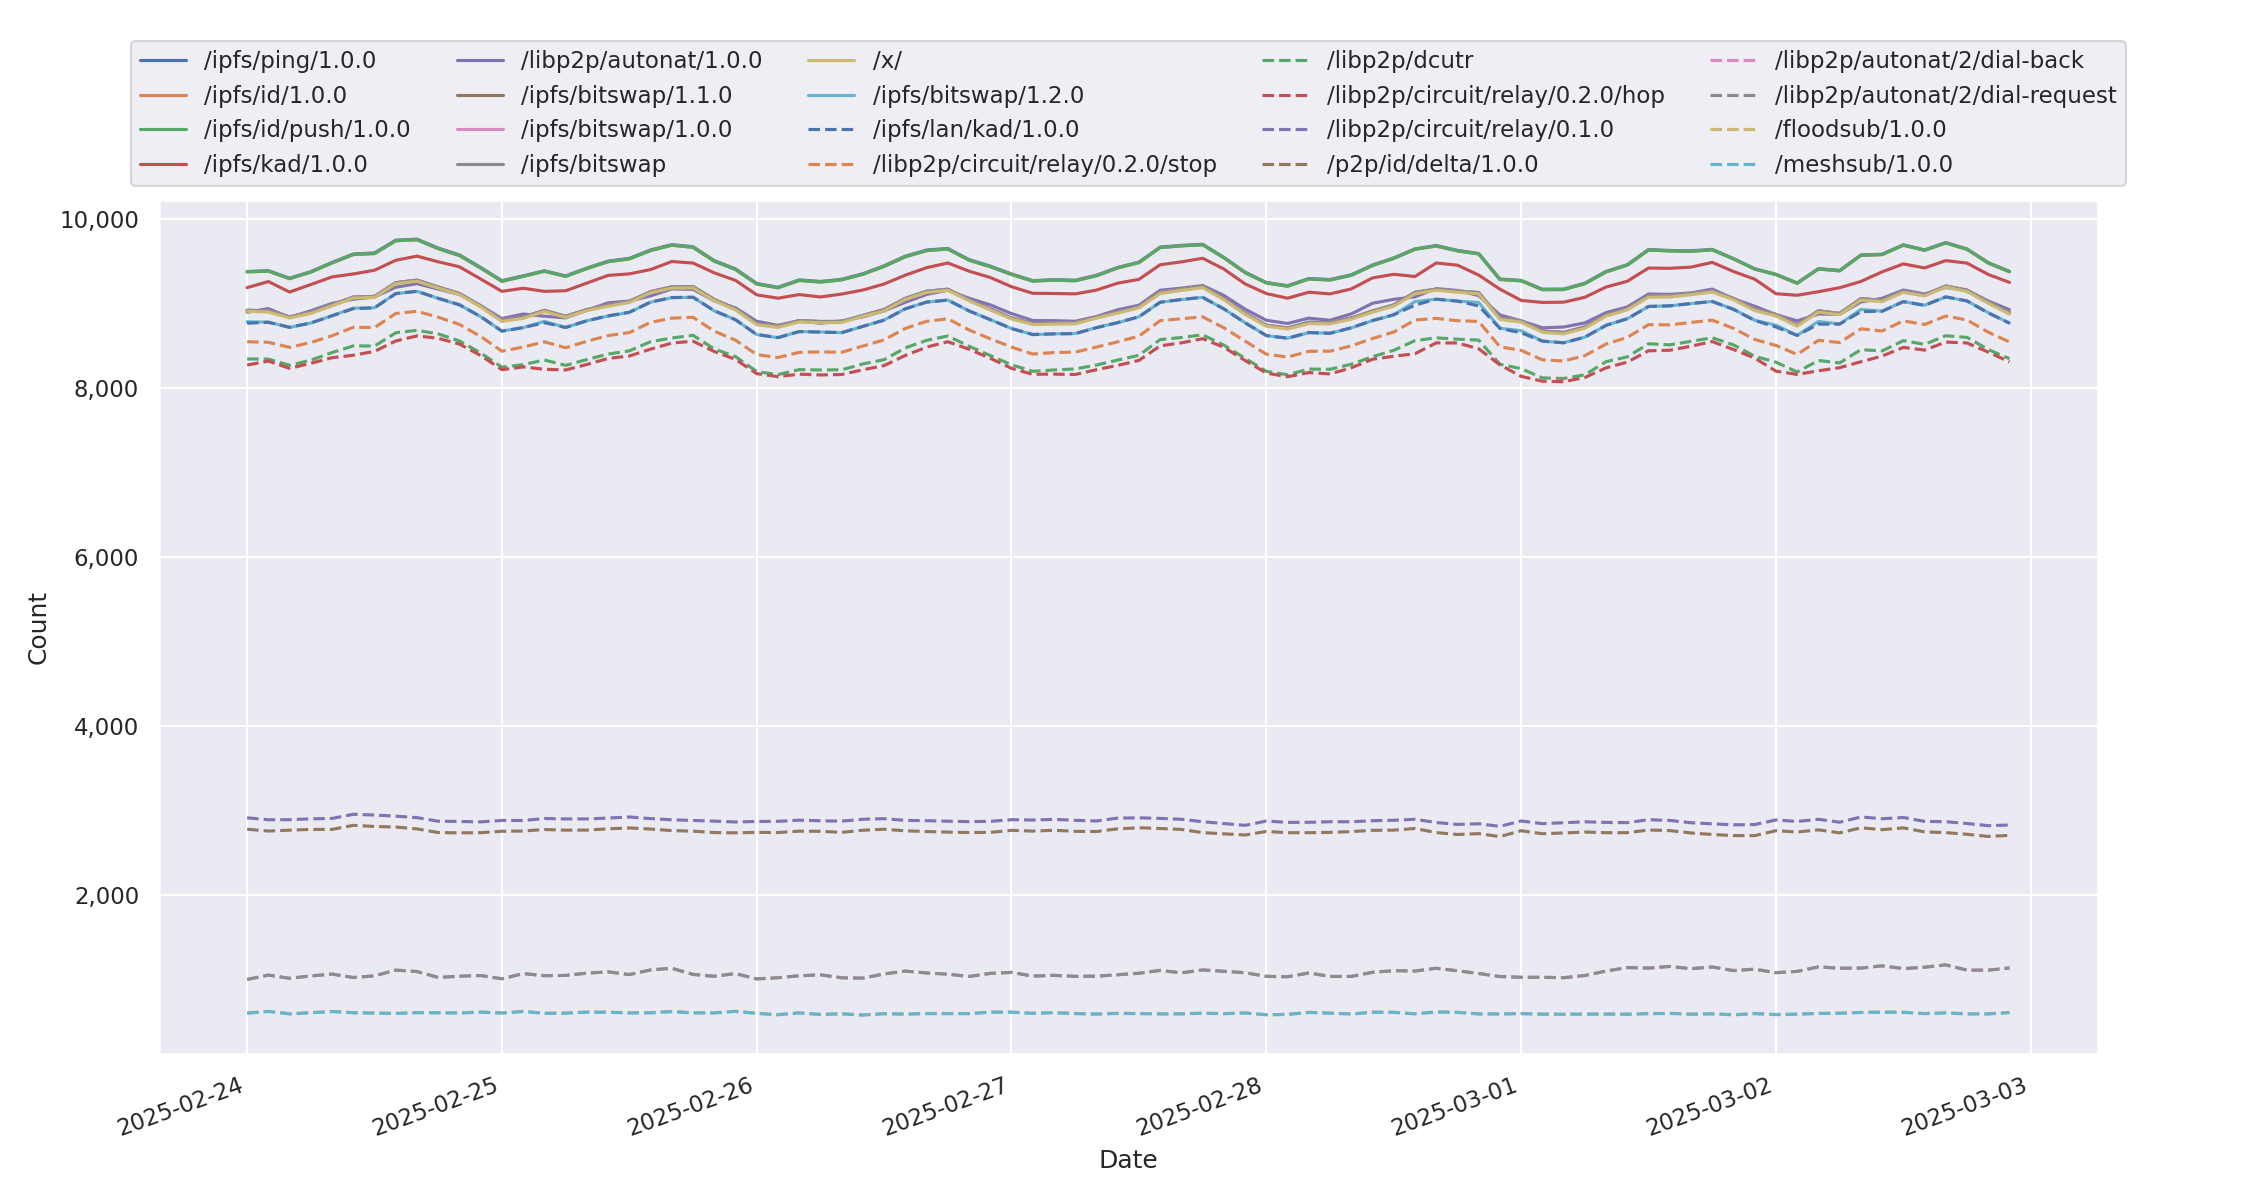 /ipfs/ping/1.0.0
/ipfs/id/1.0.0
/ipfs/id/push/1.0.0
/ipfs/kad/1.0.0
/libp2p/autonat/1.0.0
/ipfs/bitswap/1.1.0
/ipfs/bitswap/1.0.0
/ipfs/bitswap
/x/
/ipfs/bitswap/1.2.0
/ipfs/lan/kad/1.0.0
/libp2p/circuit/relay/0.2.0/stop
/libp2p/dcutr
/libp2p/circuit/relay/0.2.0/hop
/libp2p/circuit/relay/0.1.0
/p2p/id/delta/1.0.0
/libp2p/autonat/2/dial-back
/libp2p/autonat/2/dial-request
/floodsub/1.0.0
/meshsub/1.0.0
10,000
8,000
6,000
4,000
2,000
Count
2025-02-24
2025-02-25
2025-02-26
2025-02-27
2025-02-28
2025-03-01
2025-03-02
2025-03-03
Date